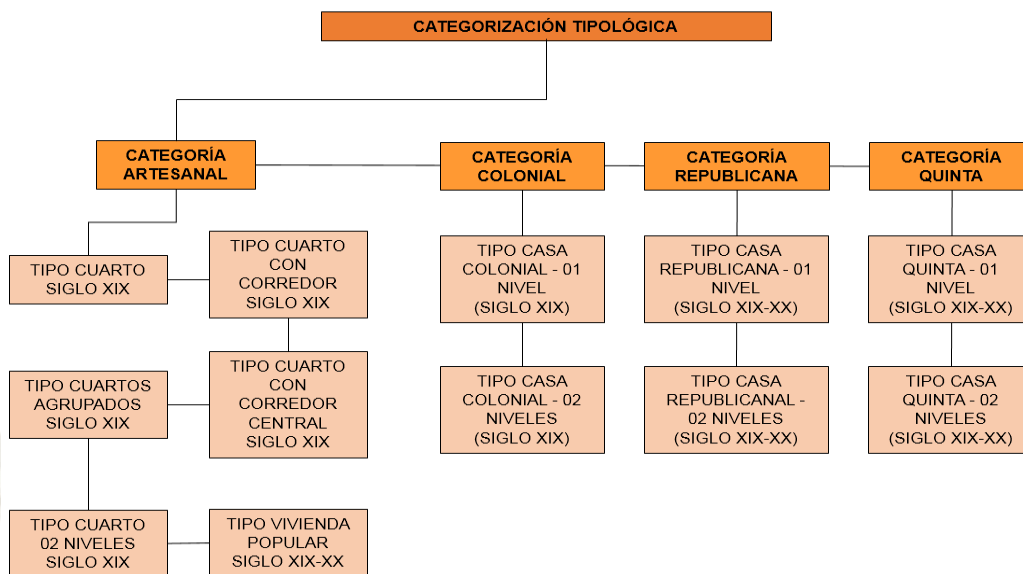 CATEGORIZACIÓN TIPOLÓGICA
CATEGORÍA
ARTESANAL
CATEGORÍA
COLONIAL
CATEGORÍA
REPUBLICANA
CATEGORÍA
QUINTA
TIPO CUARTO
SIGLO XIX
TIPO CUARTO
CON
CORREDOR
SIGLO XIX
TIPO CASA
COLONIAL - 01
NIVEL
(SIGLO XIX)
TIPO CASA
REPUBLICANA - 01
NIVEL
(SIGLO XIX-XX)
TIPO CASA
QUINTA - 01
NIVEL
(SIGLO XIX-XX)
TIPO CUARTOS
AGRUPADOS
SIGLO XIX
TIPO CUARTO
CON
CORREDOR
CENTRAL
SIGLO XIX
TIPO CASA
COLONIAL - 02
NIVELES
(SIGLO XIX)
TIPO CASA
REPUBLICANAL -
02 NIVELES
(SIGLO XIX-XX)
TIPO CASA
QUINTA - 02
NIVELES
(SIGLO XIX-XX)
TIPO CUARTO
02 NIVELES
SIGLO XIX
TIPO VIVIENDA
POPULAR
SIGLO XIX-XX